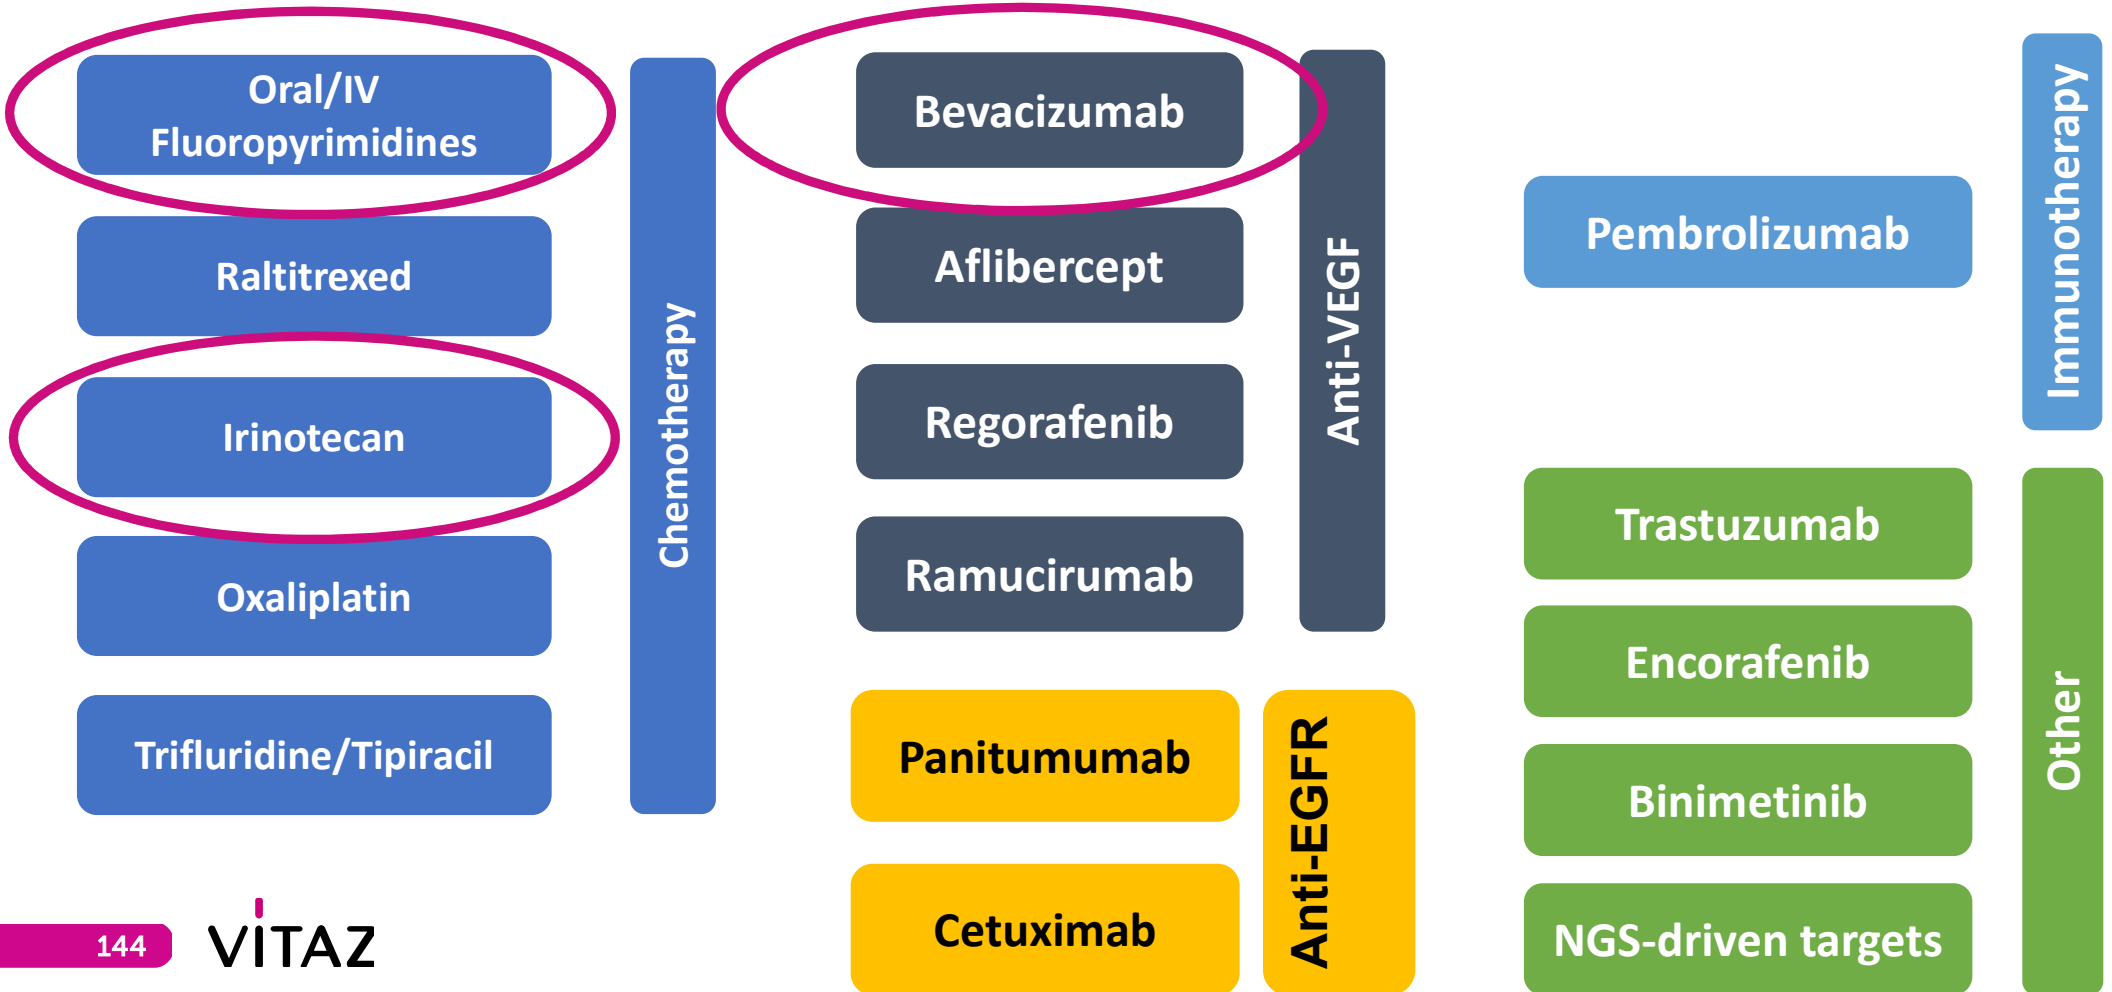 Oral/IV
Fluoropyrimidines
Raltitrexed
Irinotecan
Oxaliplatin
Trifluridine/Tipiracil
Chemotherapy
Bevacizumab
Aflibercept
Regorafenib
Ramucirumab
Anti-VEGF
Panitumumab
Cetuximab
Anti-EGFR
Pembrolizumab
Immunotherapy
Trastuzumab
Encorafenib
Binimetinib
NGS-driven targets
Other
144
VITAZ